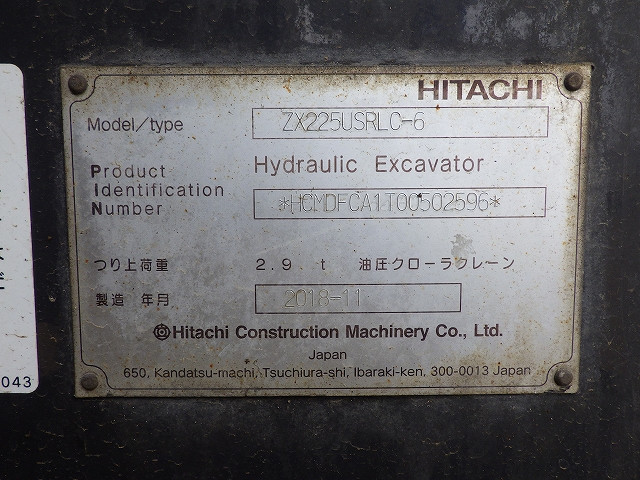 HITACHI
Model/type ZX225USRLC-6
Product Identification Number
Hydraulic Excavator
*HCMDFCA1T00502596*
つり上荷重 2.9 t 油圧クローラクレーン
製造 年月 2018-11
Hitachi Construction Machinery Co., Ltd.
Japan
650, Kandatsu-machi, Tsuchiura-shi, Ibaraki-ken, 300-0013 Japan
043